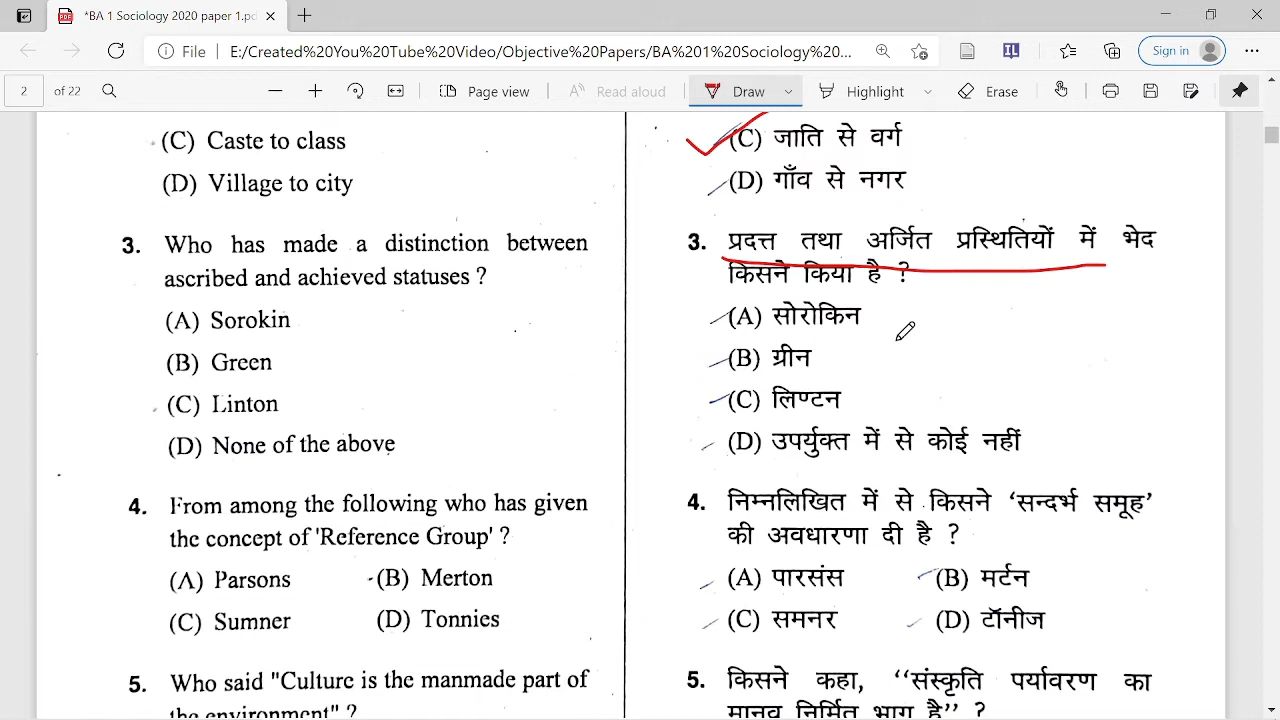 *BA 1 Sociology 2020 paper 1.pd
File E:/Created%20You%20Tube%20Video/Objective%20Papers/BA%201%20Sociology%20... Sign in
2 of 22 Page view Read aloud Draw Highlight Erase
(C) Caste to class
(D) Village to city
3. Who has made a distinction between
ascribed and achieved statuses ?
(A) Sorokin
(B) Green
(C) Linton
(D) None of the above
4. From among the following who has given
the concept of 'Reference Group' ?
(A) Parsons (B) Merton
(C) Sumner (D) Tonnies
5. Who said "Culture is the manmade part of
the environment" ?
(C) जाति से वर्ग
(D) गाँव से नगर
3. प्रदत्त तथा अर्जित प्रस्थितियों में भेद
किसने किया है ?
(A) सोरोकिन
(B) ग्रीन
(C) लिण्टन
(D) उपर्युक्त में से कोई नहीं
4. निम्नलिखित में से किसने ‘सन्दर्भ समूह’
की अवधारणा दी है ?
(A) पारसंस (B) मर्टन
(C) समनर (D) टॉनीज
5. किसने कहा, ‘‘संस्कृति पर्यावरण का
मानव निर्मित भाग है’’ ?